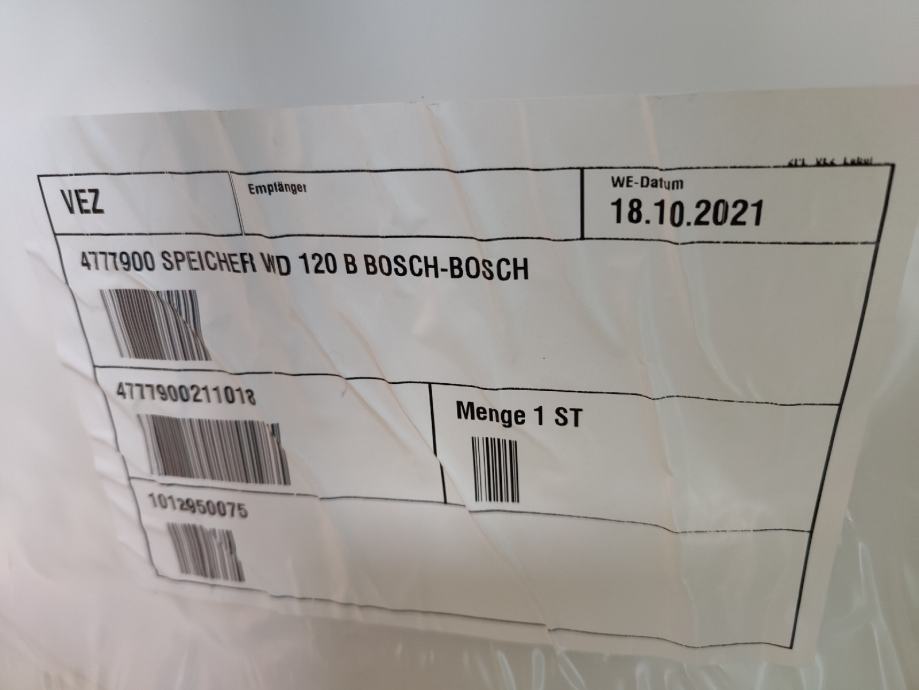 VEZ
Empfänger
WE-Datum
18.10.2021
4777900 SPEICHER WD 120 B BOSCH-BOSCH
4777900211018
Menge 1 ST
1012950075